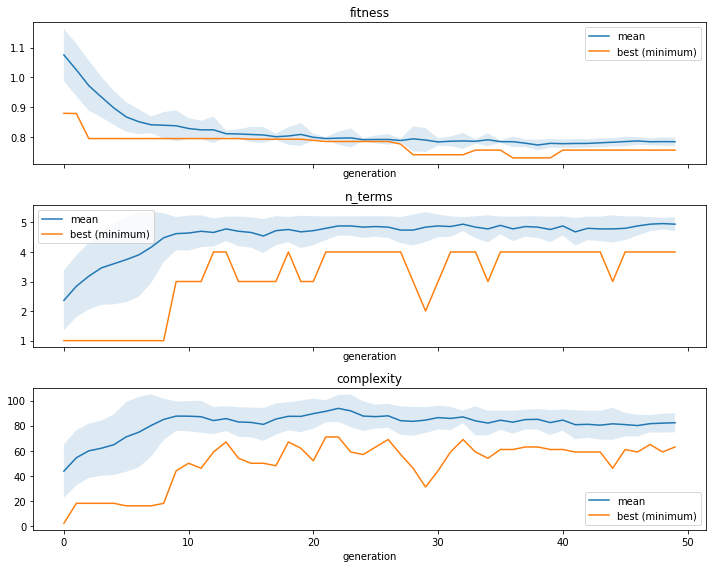 fitness
mean
best (minimum)
1.1
1.0
0.9
0.8
generation
n_terms
mean
best (minimum)
5
4
3
2
1
generation
complexity
100
80
60
40
20
0
mean
best (minimum)
0 10 20 30 40 50
generation